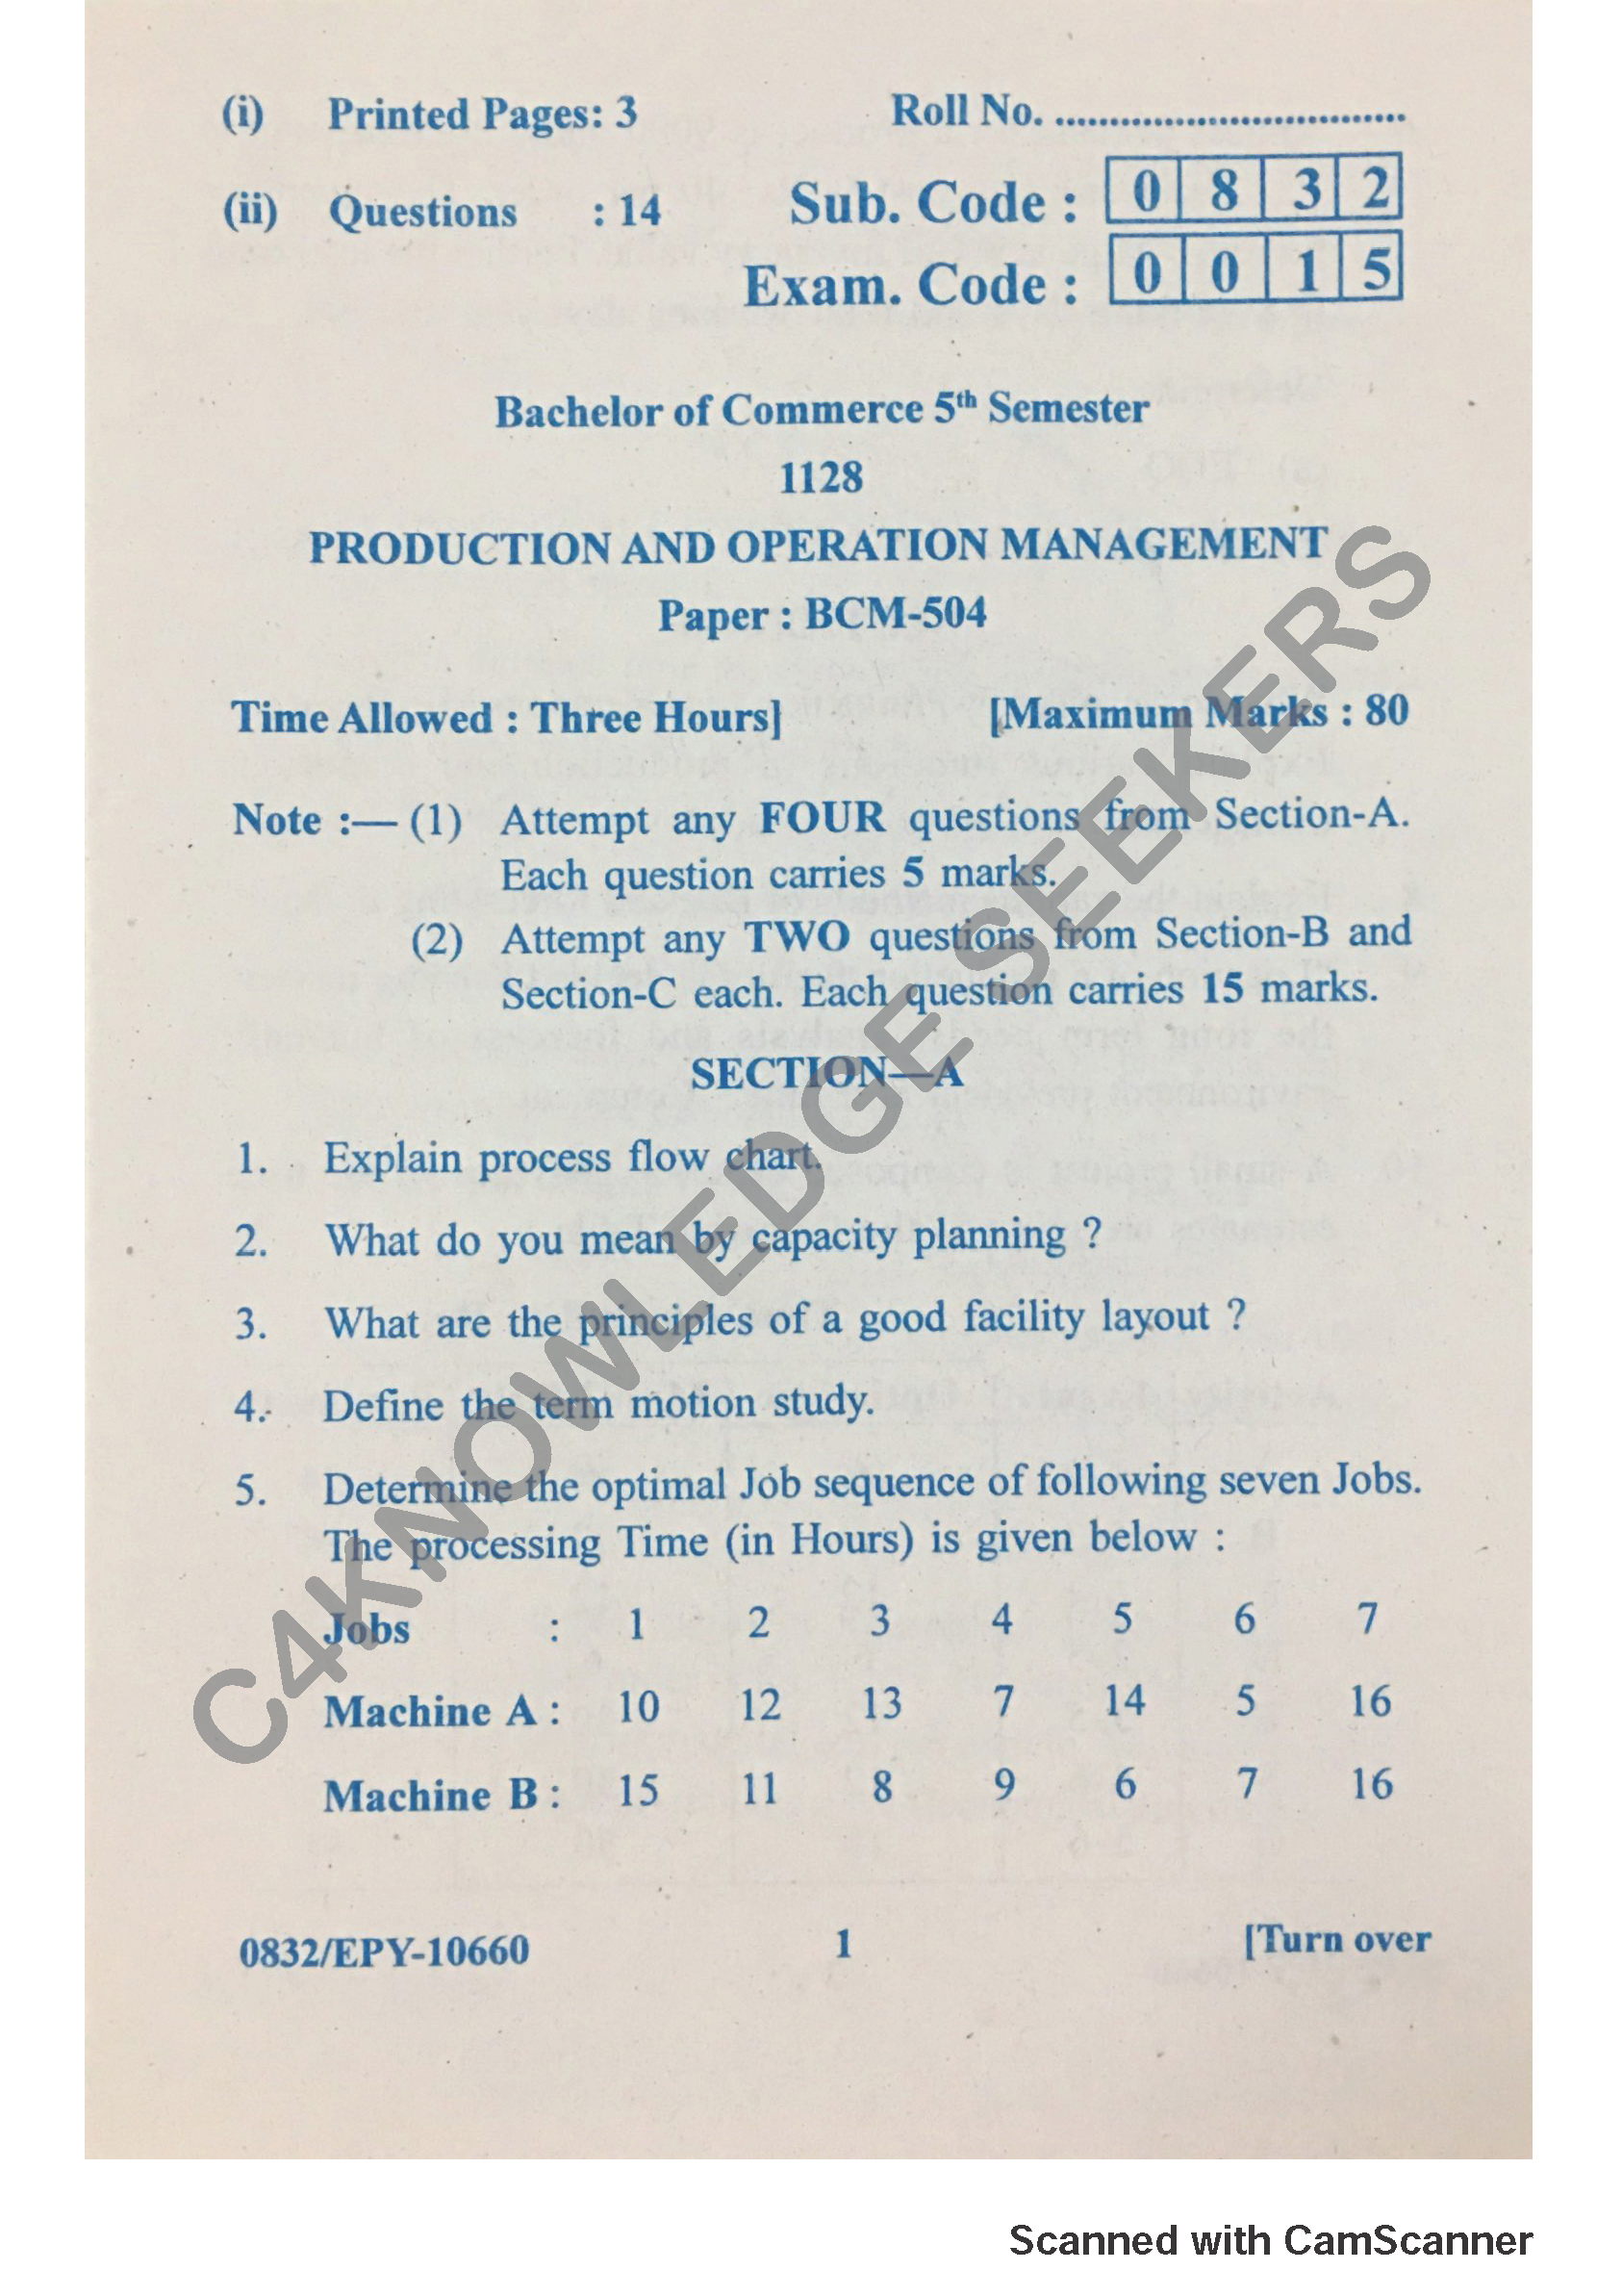 (i) Printed Pages: 3 Roll No. ................................
(ii) Questions : 14 Sub. Code : 0 8 3 2
Exam. Code : 0 0 1 5
Bachelor of Commerce 5th Semester
1128
PRODUCTION AND OPERATION MANAGEMENT
Paper : BCM-504
Time Allowed : Three Hours] [Maximum Marks : 80
Note :— (1) Attempt any FOUR questions from Section-A.
Each question carries 5 marks.
(2) Attempt any TWO questions from Section-B and
Section-C each. Each question carries 15 marks.
SECTION—A
1. Explain process flow chart.
2. What do you mean by capacity planning ?
3. What are the principles of a good facility layout ?
4. Define the term motion study.
5. Determine the optimal Job sequence of following seven Jobs.
The processing Time (in Hours) is given below :
Jobs : 1 2 3 4 5 6 7
Machine A : 10 12 13 7 14 5 16
Machine B : 15 11 8 9 6 7 16
0832/EPY-10660 1 [Turn over
C4KNOWLEDGE SEEKERS
Scanned with CamScanner